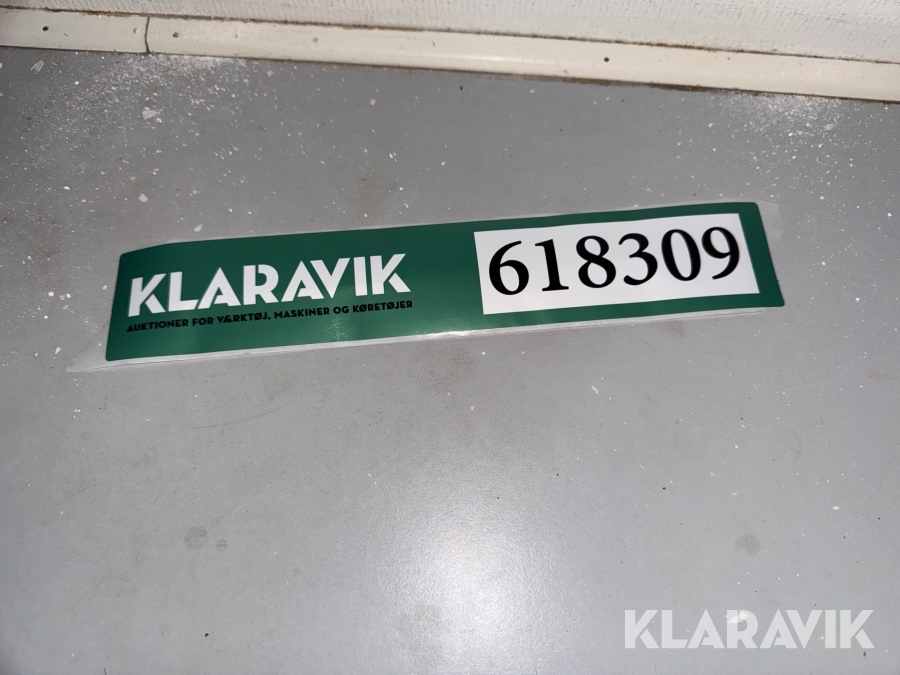 KLARAVIK
AUKTIONER FOR VÆRKTØJ, MASKINER OG KØRETØJER
618309
KLARAVIK